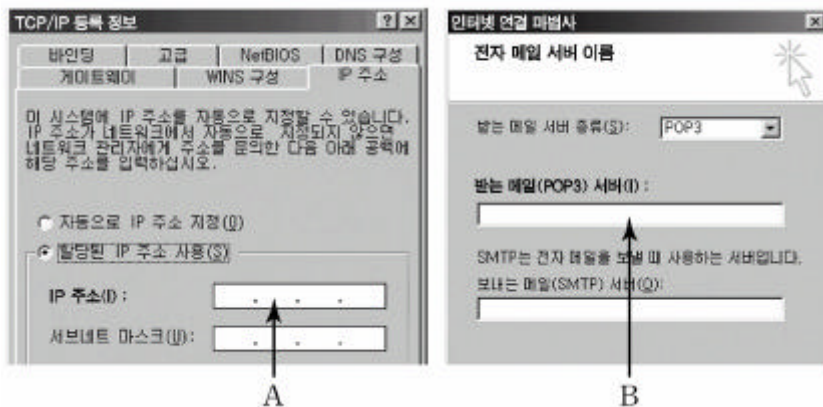 TCP/IP 등록 정보
바인딩 고급 NetBIOS DNS 구성
게이트웨이 WINS 구성 IP 주소
이 시스템에 IP 주소를 자동으로 지정할 수 있습니다.
IP 주소가 네트워크에서 자동으로 지정되지 않으면
네트워크 관리자에게 주소를 문의한 다음 아래 공백에
해당 주소를 입력하십시오.
자동으로 IP 주소 지정(O)
할당된 IP 주소 사용(S)
IP 주소(I) :
서브네트 마스크(U):
A
인터넷 연결 마법사
전자 메일 서버 이름
받는 메일 서버 종류(S): POP3
받는 메일(POP3) 서버(I) :
SMTP는 전자 메일을 보낼 때 사용하는 서버입니다.
보내는 메일(SMTP) 서버(O):
B